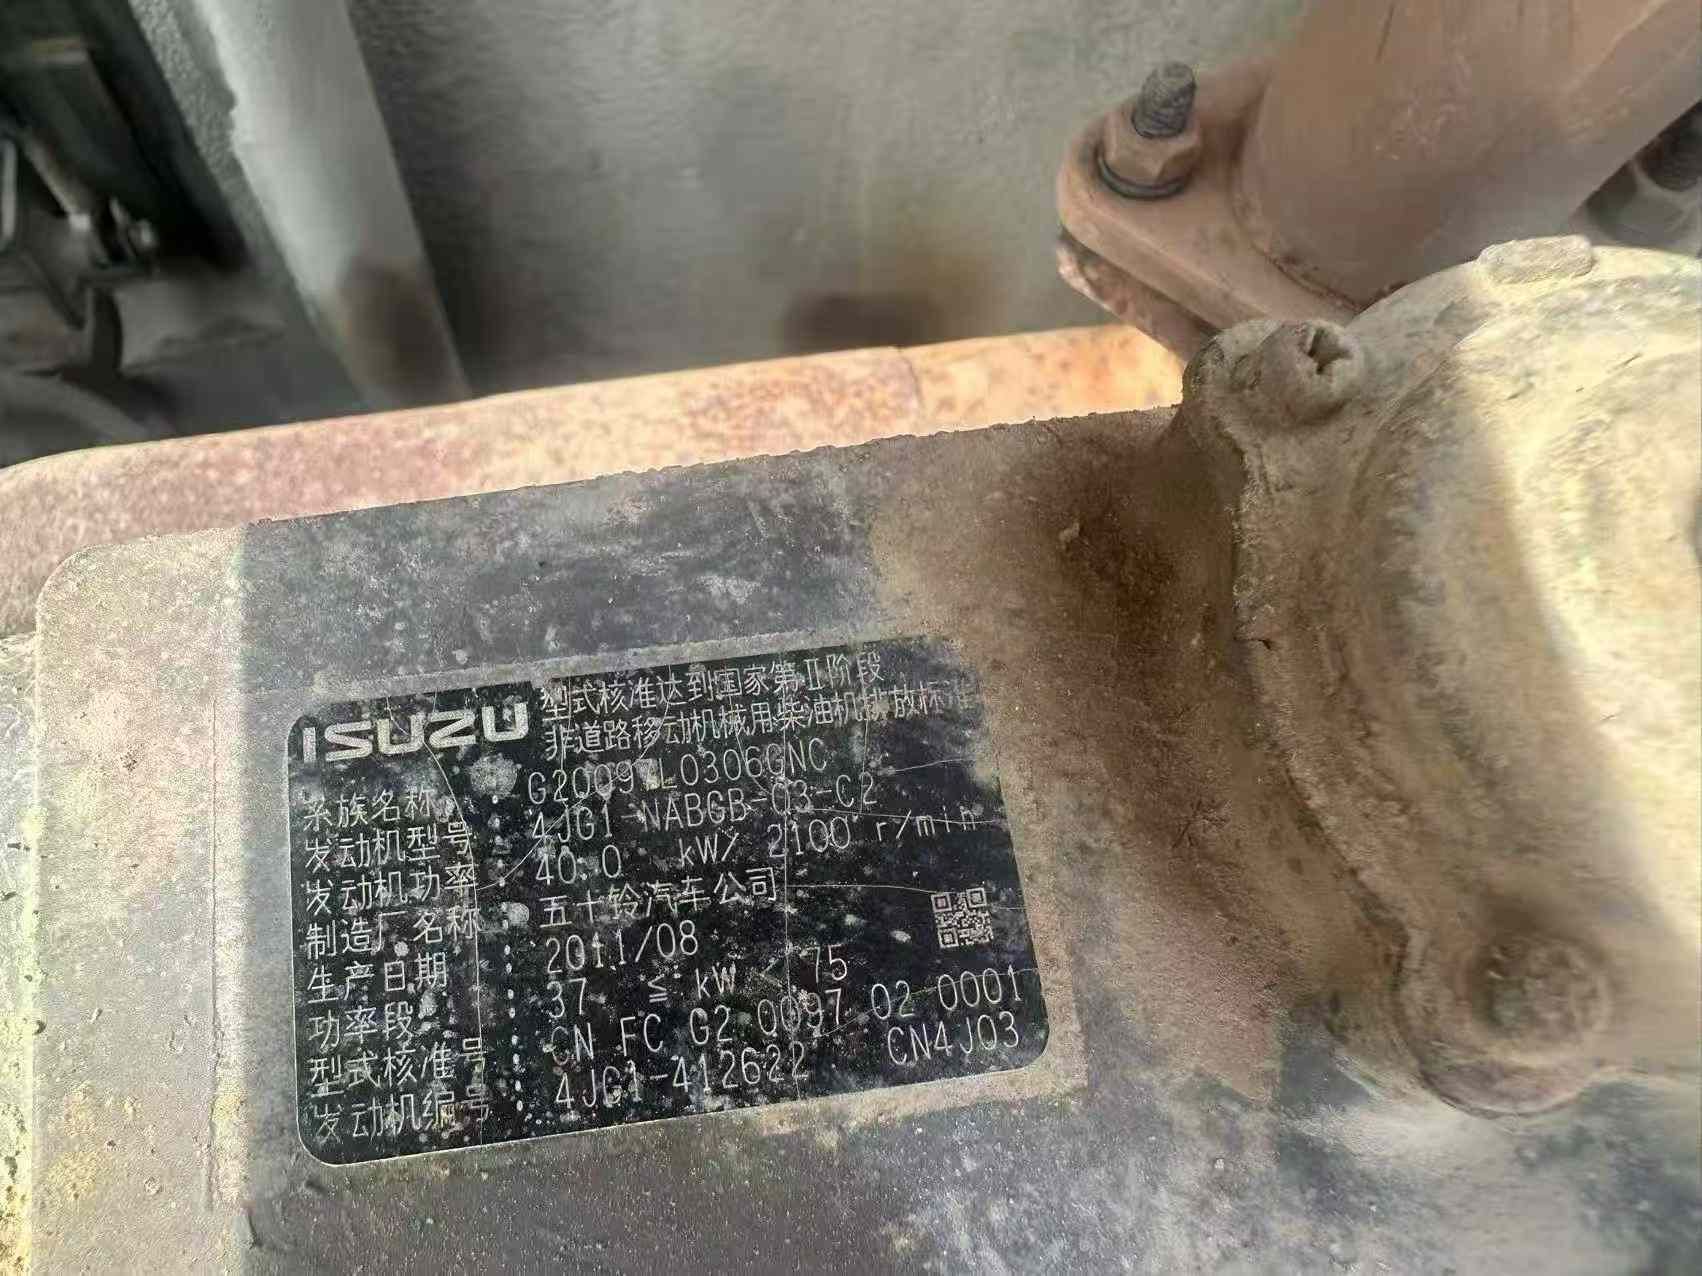 ISUZU 型式核准达到国家第II阶段
非道路移动机械用柴油机排放标准
系族名称: G20097L0306GNC
发动机型号: 4JG1-NABGB-03-C2
发动机功率: 40.0 kW/ 2100 r/min
制造厂名称: 五十铃汽车公司
生产日期: 2011/08
功率段: 37 ≦ kW < 75
型式核准号: CN FC G2 0097 02 0001
发动机编号: 4JG1-412622 CN4J03